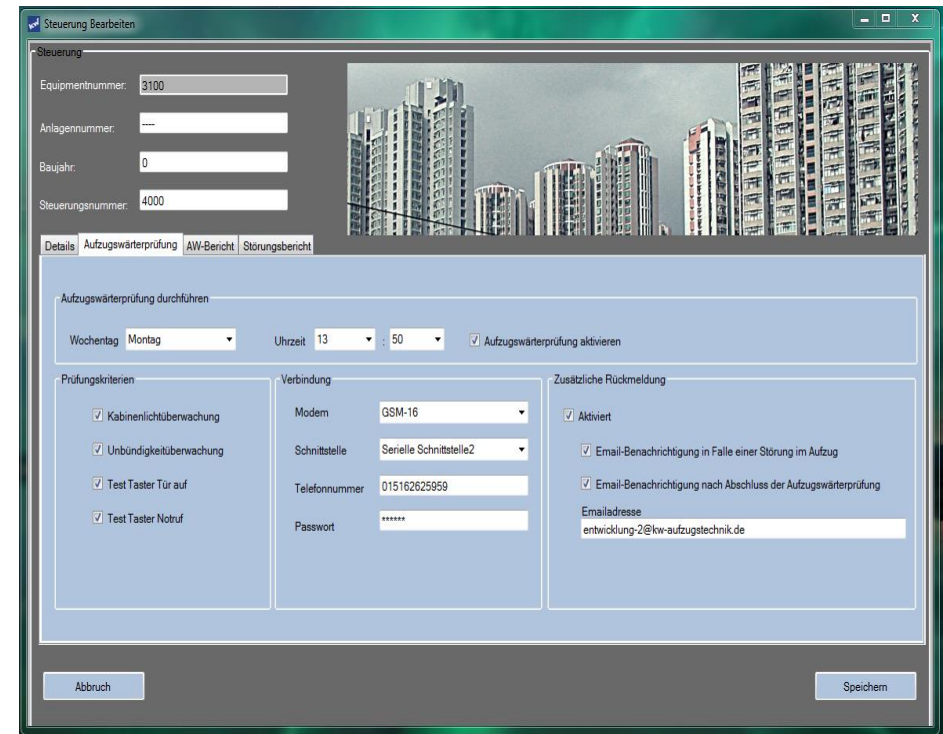 Steuerung Bearbeiten
Steuerung
Equipmentnummer: 3100
Anlagennummer: ----
Baujahr: 0
Steuerungsnummer: 4000
Details Aufzugswärterprüfung AW-Bericht Störungsbericht
Aufzugswärterprüfung durchführen
Wochentag Montag Uhrzeit 13 : 50 Aufzugswärterprüfung aktivieren
Prüfungskriterien
Kabinenlichtüberwachung
Unbündigkeitüberwachung
Test Taster Tür auf
Test Taster Notruf
Verbindung
Modem GSM-16
Schnittstelle Serielle Schnittstelle2
Telefonnummer 015162625959
Passwort ******
Zusätzliche Rückmeldung
Aktiviert
Email-Benachrichtigung in Falle einer Störung im Aufzug
Email-Benachrichtigung nach Abschluss der Aufzugswärterprüfung
Emailadresse
entwicklung-2@kw-aufzugstechnik.de
Abbruch Speichern